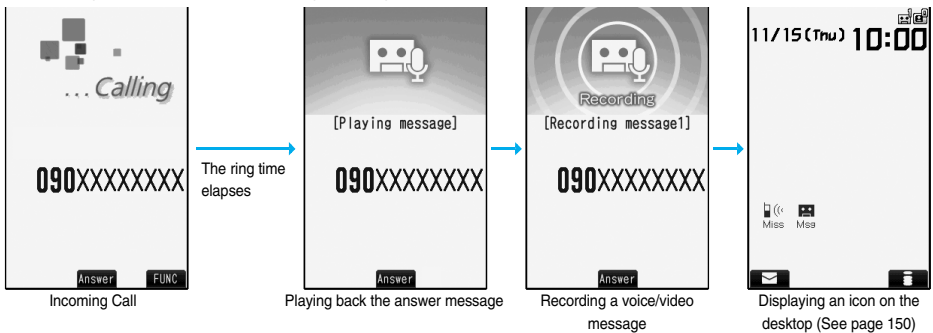 ...Calling
090XXXXXXXX
Answer FUNC
Incoming Call
The ring time
elapses
[Playing message]
090XXXXXXXX
Answer
Playing back the answer message
Recording
[Recording message1]
090XXXXXXXX
Answer
Recording a voice/video
message
11/15(Thu) 10:00
Miss Msg
Displaying an icon on the
desktop (See page 150)